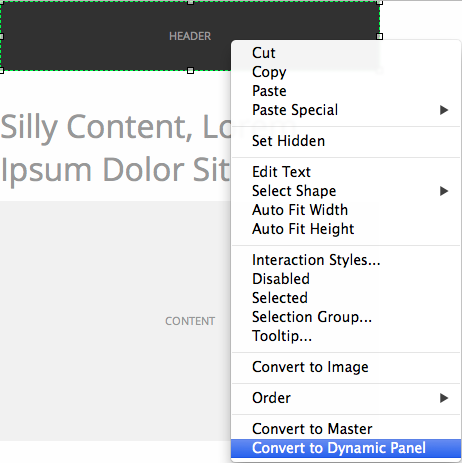 HEADER
Silly Content, Lo
Ipsum Dolor Sit
CONTENT
Cut
Copy
Paste
Paste Special
Set Hidden
Edit Text
Select Shape
Auto Fit Width
Auto Fit Height
Interaction Styles...
Disabled
Selected
Selection Group...
Tooltip...
Convert to Image
Order
Convert to Master
Convert to Dynamic Panel